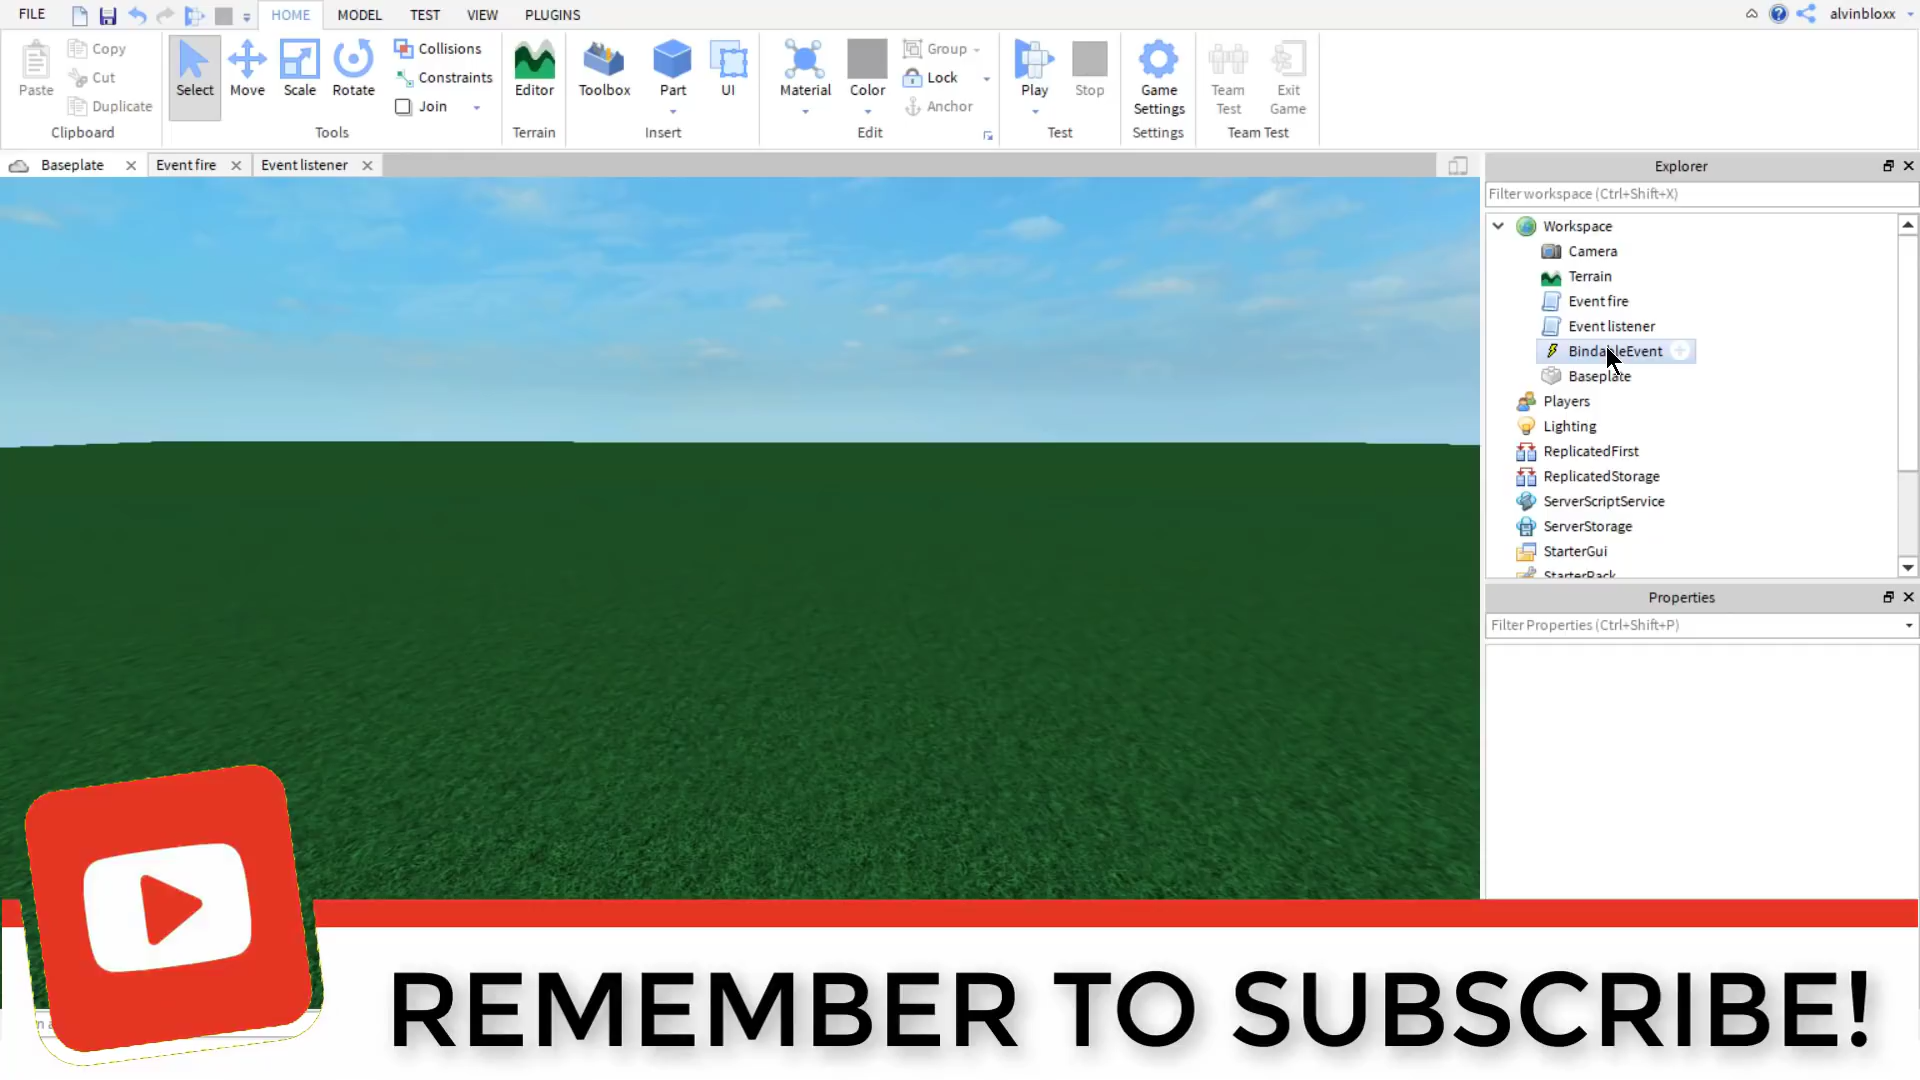 FILE
HOME
MODEL
TEST
VIEW
PLUGINS
alvinbloxx
Paste
Copy
Cut
Duplicate
Clipboard
Select
Move
Scale
Rotate
Collisions
Constraints
Join
Tools
Editor
Terrain
Toolbox
Part
UI
Insert
Material
Color
Group
Lock
Anchor
Edit
Play
Stop
Test
Game
Settings
Settings
Team
Test
Exit
Game
Team Test
Baseplate
Event fire
Event listener
Explorer
Filter workspace (Ctrl+Shift+X)
Workspace
Camera
Terrain
Event fire
Event listener
BindableEvent
Baseplate
Players
Lighting
ReplicatedFirst
ReplicatedStorage
ServerScriptService
ServerStorage
StarterGui
StarterPack
Properties
Filter Properties (Ctrl+Shift+P)
REMEMBER TO SUBSCRIBE!